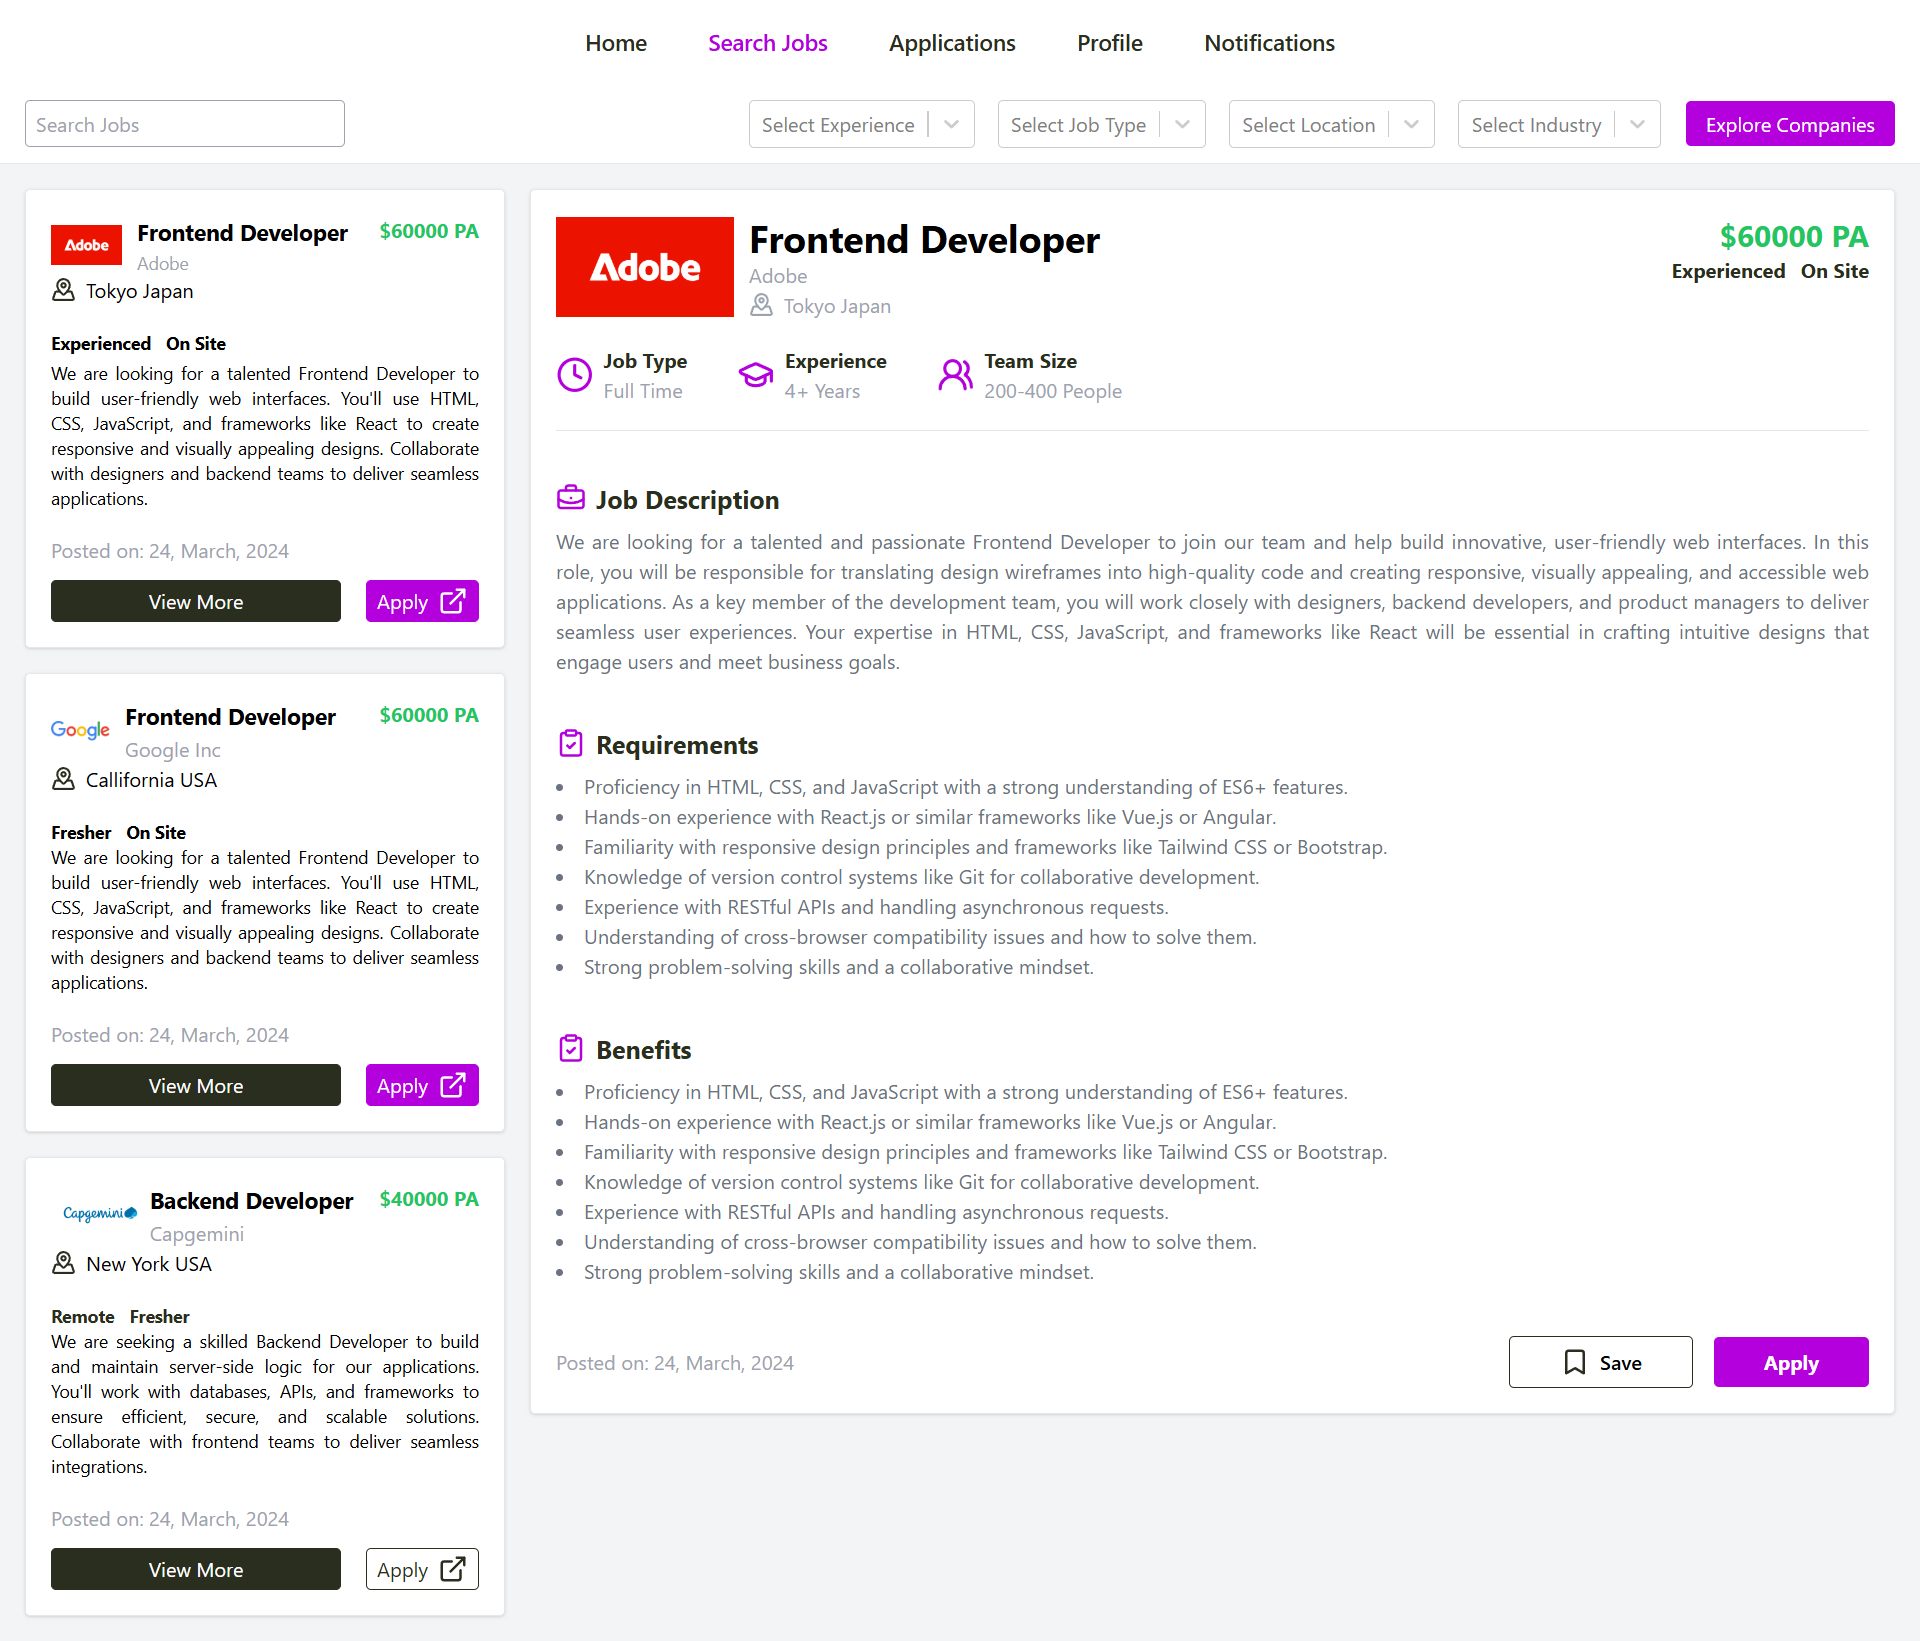 Home Search Jobs Applications Profile Notifications
Search Jobs
Select Experience Select Job Type Select Location Select Industry Explore Companies
Adobe
Frontend Developer $60000 PA
Adobe
Tokyo Japan
Experienced On Site
We are looking for a talented Frontend Developer to
build user-friendly web interfaces. You'll use HTML,
CSS, JavaScript, and frameworks like React to create
responsive and visually appealing designs. Collaborate
with designers and backend teams to deliver seamless
applications.
Posted on: 24, March, 2024
View More Apply
Google
Frontend Developer $60000 PA
Google Inc
Callifornia USA
Fresher On Site
We are looking for a talented Frontend Developer to
build user-friendly web interfaces. You'll use HTML,
CSS, JavaScript, and frameworks like React to create
responsive and visually appealing designs. Collaborate
with designers and backend teams to deliver seamless
applications.
Posted on: 24, March, 2024
View More Apply
Capgemini
Backend Developer $40000 PA
Capgemini
New York USA
Remote Fresher
We are seeking a skilled Backend Developer to build
and maintain server-side logic for our applications.
You'll work with databases, APIs, and frameworks to
ensure efficient, secure, and scalable solutions.
Collaborate with frontend teams to deliver seamless
integrations.
Posted on: 24, March, 2024
View More Apply
Adobe
Frontend Developer $60000 PA
Adobe Experienced On Site
Tokyo Japan
Job Type Experience Team Size
Full Time 4+ Years 200-400 People
Job Description
We are looking for a talented and passionate Frontend Developer to join our team and help build innovative, user-friendly web interfaces. In this
role, you will be responsible for translating design wireframes into high-quality code and creating responsive, visually appealing, and accessible web
applications. As a key member of the development team, you will work closely with designers, backend developers, and product managers to deliver
seamless user experiences. Your expertise in HTML, CSS, JavaScript, and frameworks like React will be essential in crafting intuitive designs that
engage users and meet business goals.
Requirements
• Proficiency in HTML, CSS, and JavaScript with a strong understanding of ES6+ features.
• Hands-on experience with React.js or similar frameworks like Vue.js or Angular.
• Familiarity with responsive design principles and frameworks like Tailwind CSS or Bootstrap.
• Knowledge of version control systems like Git for collaborative development.
• Experience with RESTful APIs and handling asynchronous requests.
• Understanding of cross-browser compatibility issues and how to solve them.
• Strong problem-solving skills and a collaborative mindset.
Benefits
• Proficiency in HTML, CSS, and JavaScript with a strong understanding of ES6+ features.
• Hands-on experience with React.js or similar frameworks like Vue.js or Angular.
• Familiarity with responsive design principles and frameworks like Tailwind CSS or Bootstrap.
• Knowledge of version control systems like Git for collaborative development.
• Experience with RESTful APIs and handling asynchronous requests.
• Understanding of cross-browser compatibility issues and how to solve them.
• Strong problem-solving skills and a collaborative mindset.
Posted on: 24, March, 2024 Save Apply